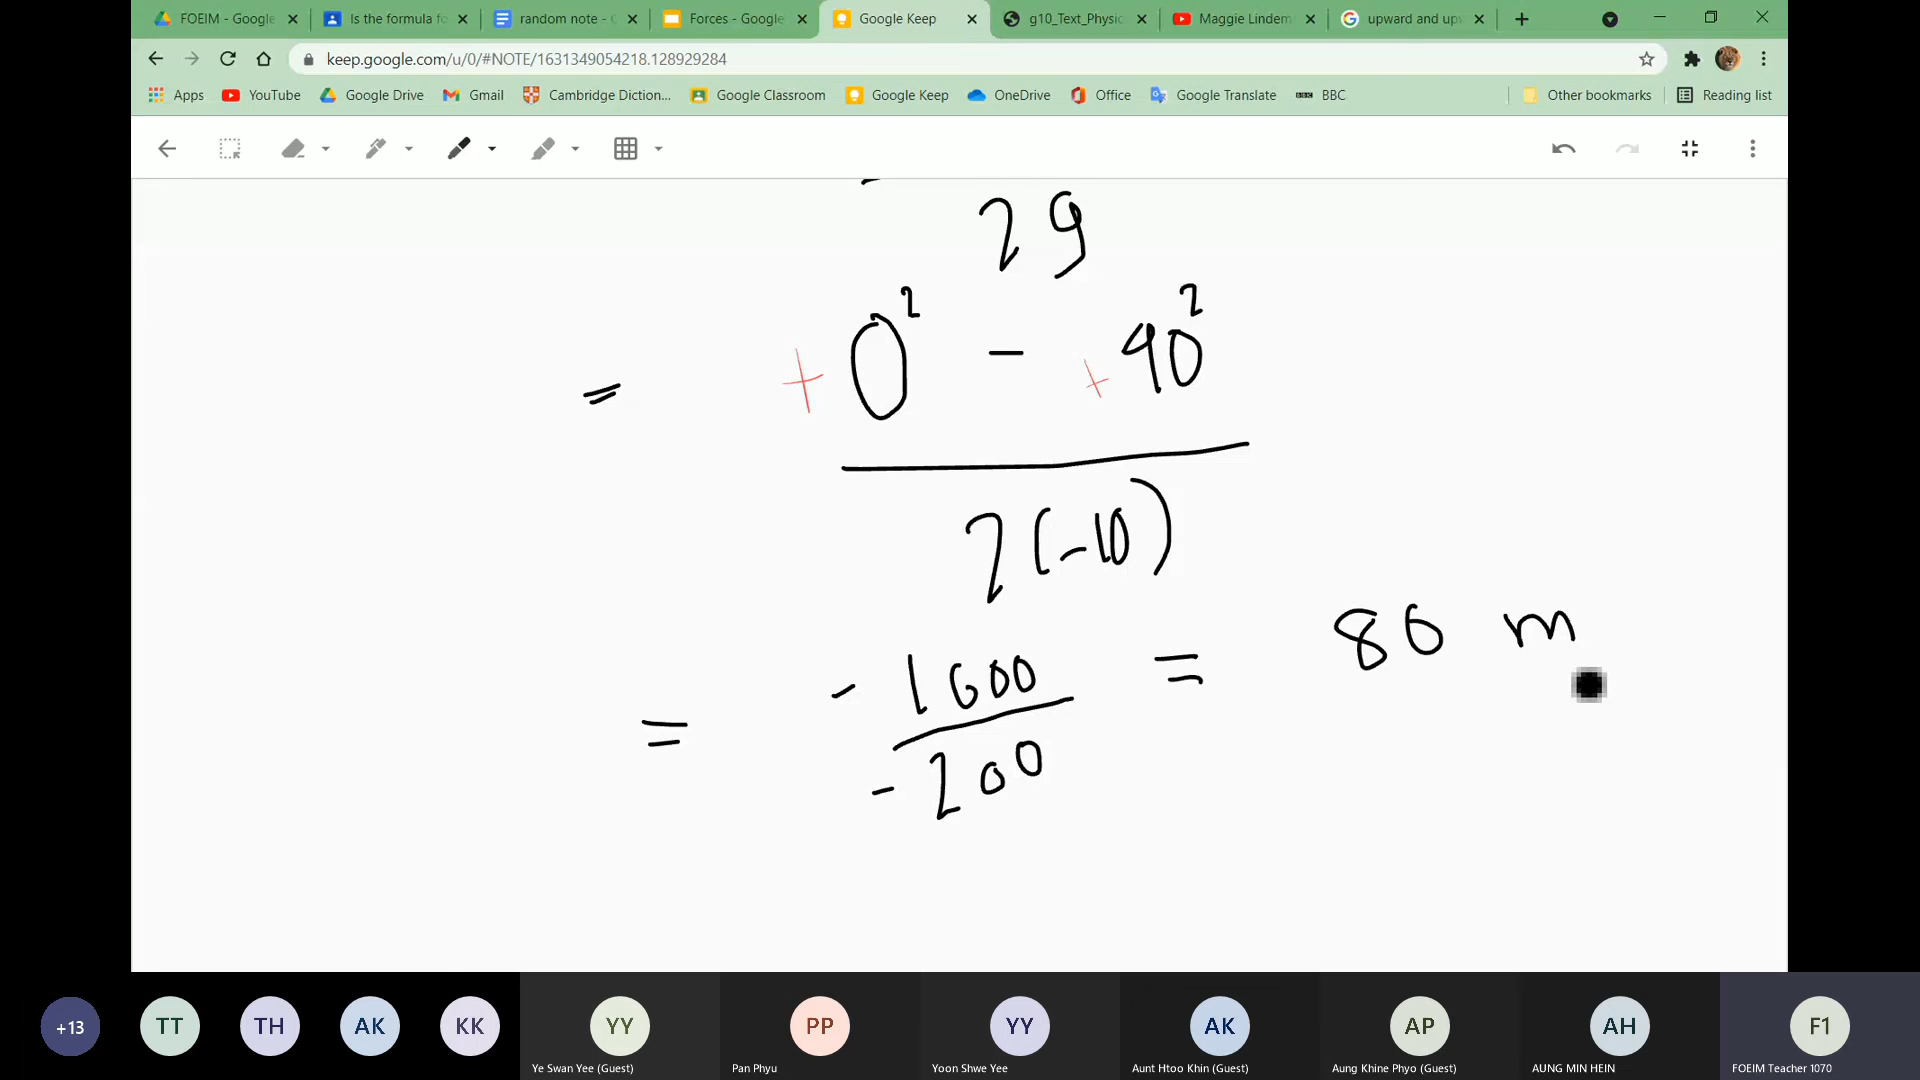 FOEIM - Google
Is the formula fo
random note - G
Forces - Google
Google Keep
g10_Text_Physic
Maggie Lindem
upward and up
keep.google.com/u/0/#NOTE/1631349054218.128929284
Apps
YouTube
Google Drive
Gmail
Cambridge Diction...
Google Classroom
Google Keep
OneDrive
Office
Google Translate
BBC
Other bookmarks
Reading list
2g
= +0² - +40²
2(-10)
= -1600 = 80 m
-200
+13
TT
TH
AK
KK
YY
PP
YY
AK
AP
AH
F1
Ye Swan Yee (Guest)
Pan Phyu
Yoon Shwe Yee
Aunt Htoo Khin (Guest)
Aung Khine Phyo (Guest)
AUNG MIN HEIN
FOEIM Teacher 1070